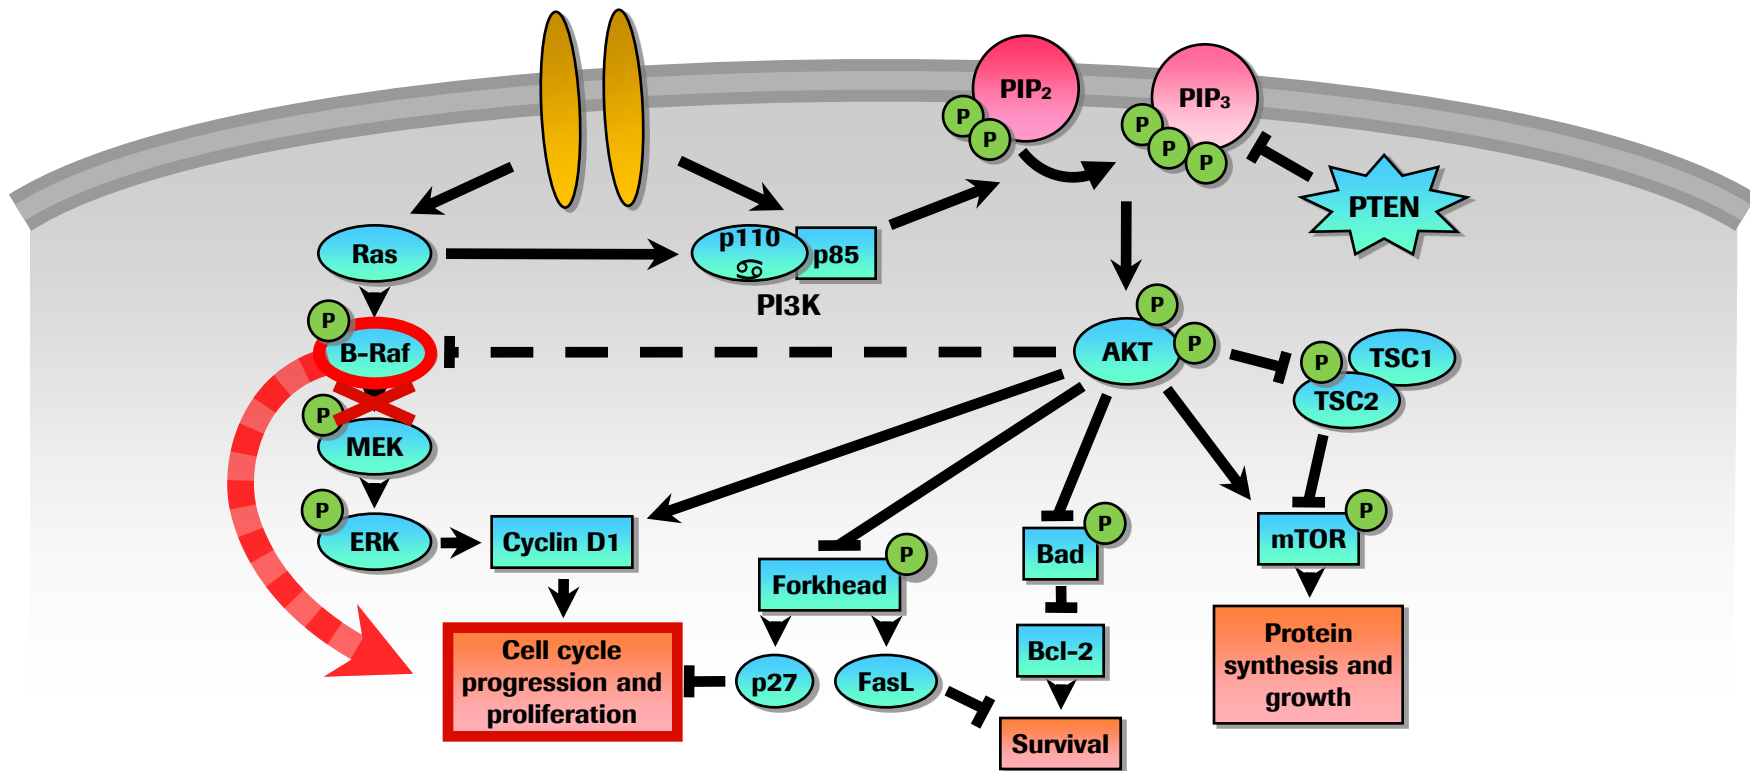 PIP₂
PIP₃
P
P
P
P
P
PTEN
Ras
p110
♋
p85
PI3K
P
B-Raf
P
P
AKT
P
TSC1
TSC2
P
MEK
P
ERK
Cyclin D1
P
Forkhead
P
Bad
P
mTOR
Cell cycle
progression and
proliferation
p27
FasL
Bcl-2
Survival
Protein
synthesis and
growth